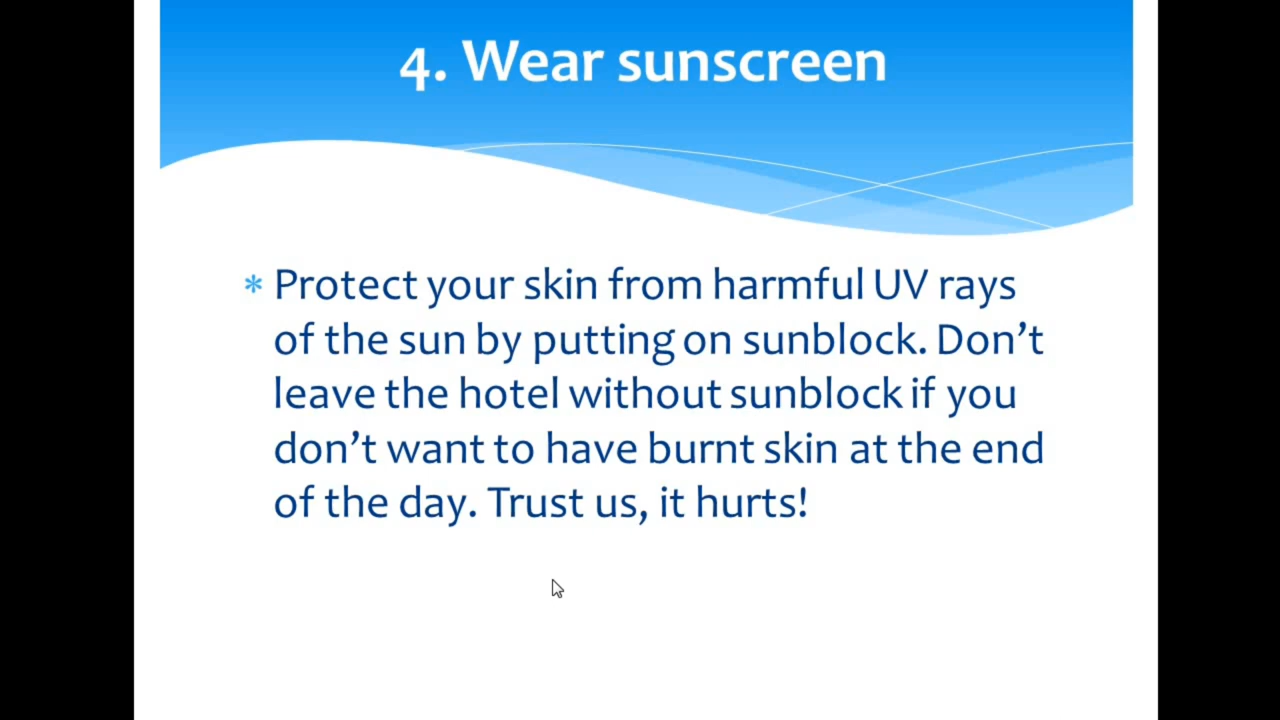 4. Wear sunscreen
* Protect your skin from harmful UV rays
of the sun by putting on sunblock. Don’t
leave the hotel without sunblock if you
don’t want to have burnt skin at the end
of the day. Trust us, it hurts!